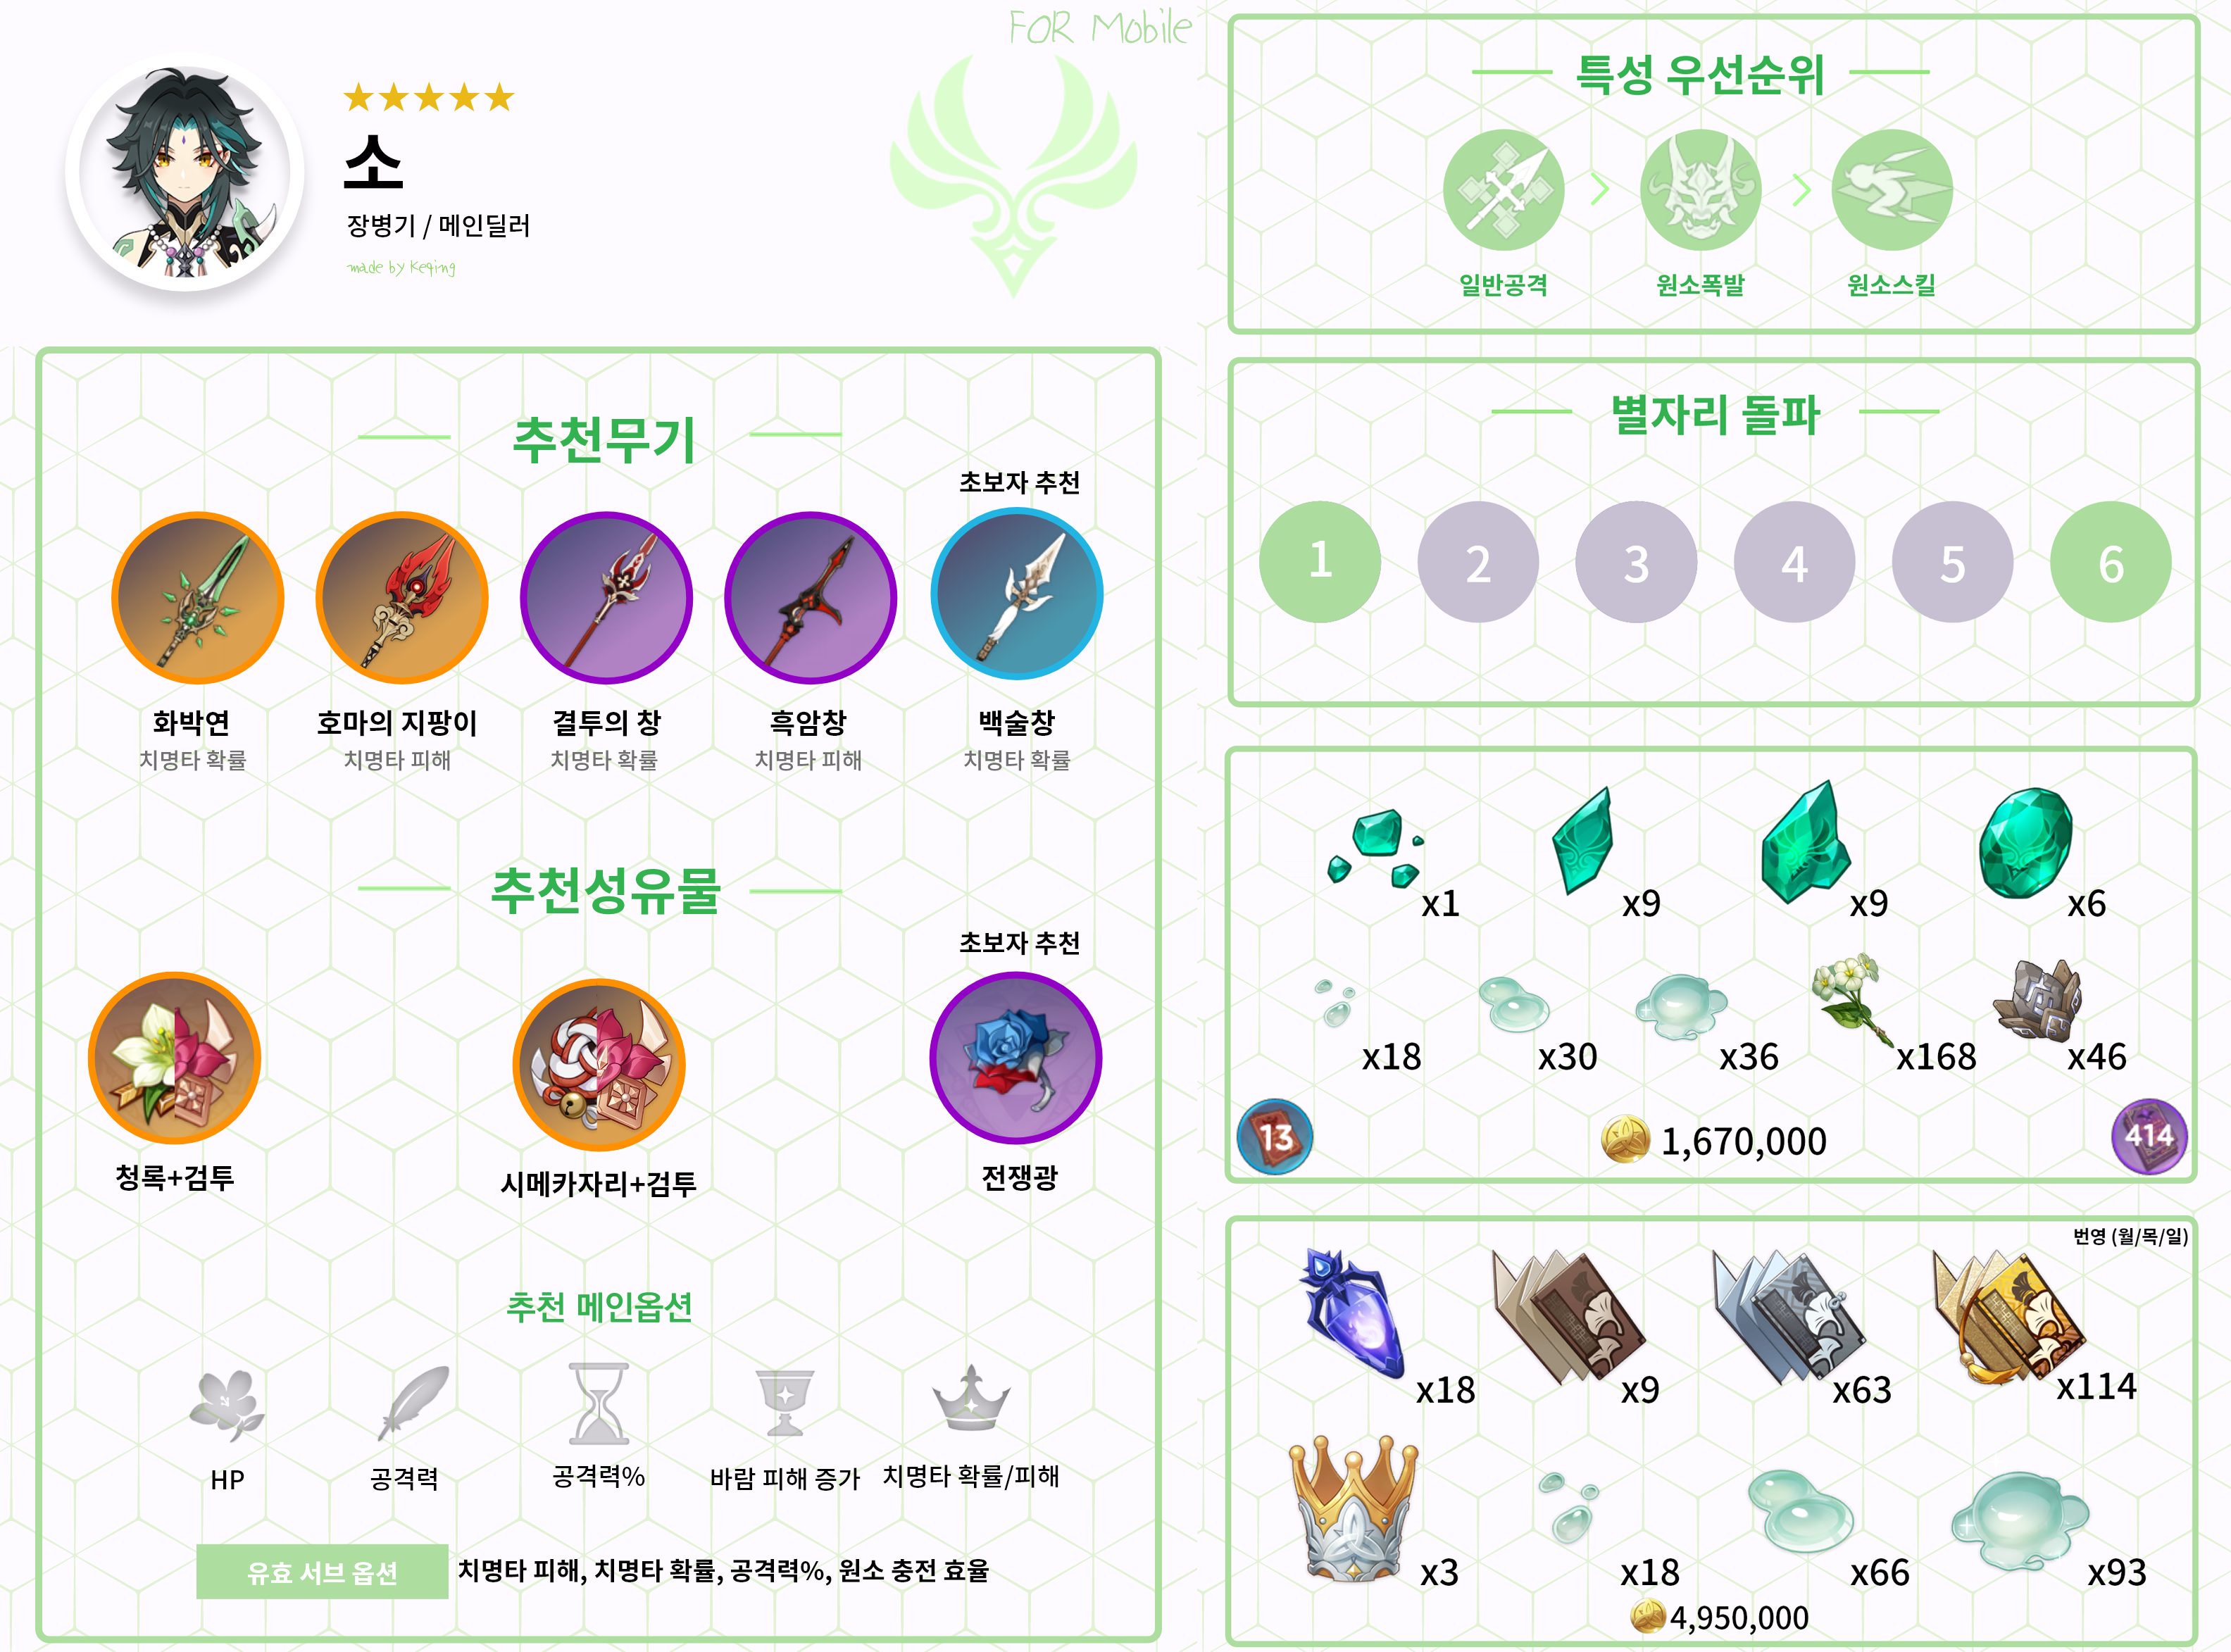 FOR Mobile
소
장병기 / 메인딜러
made by Keqing
추천무기
초보자 추천
화박연
치명타 확률
호마의 지팡이
치명타 피해
결투의 창
치명타 확률
흑암창
치명타 피해
백술창
치명타 확률
추천성유물
초보자 추천
청록+검투
시메카자리+검투
전쟁광
추천 메인옵션
HP
공격력
공격력%
바람 피해 증가
치명타 확률/피해
유효 서브 옵션
치명타 피해, 치명타 확률, 공격력%, 원소 충전 효율
특성 우선순위
일반공격 > 원소폭발 > 원소스킬
별자리 돌파
1 2 3 4 5 6
x1 x9 x9 x6
x18 x30 x36 x168 x46
13 1,670,000 414
번영 (월/목/일)
x18 x9 x63 x114
x3 x18 x66 x93
4,950,000